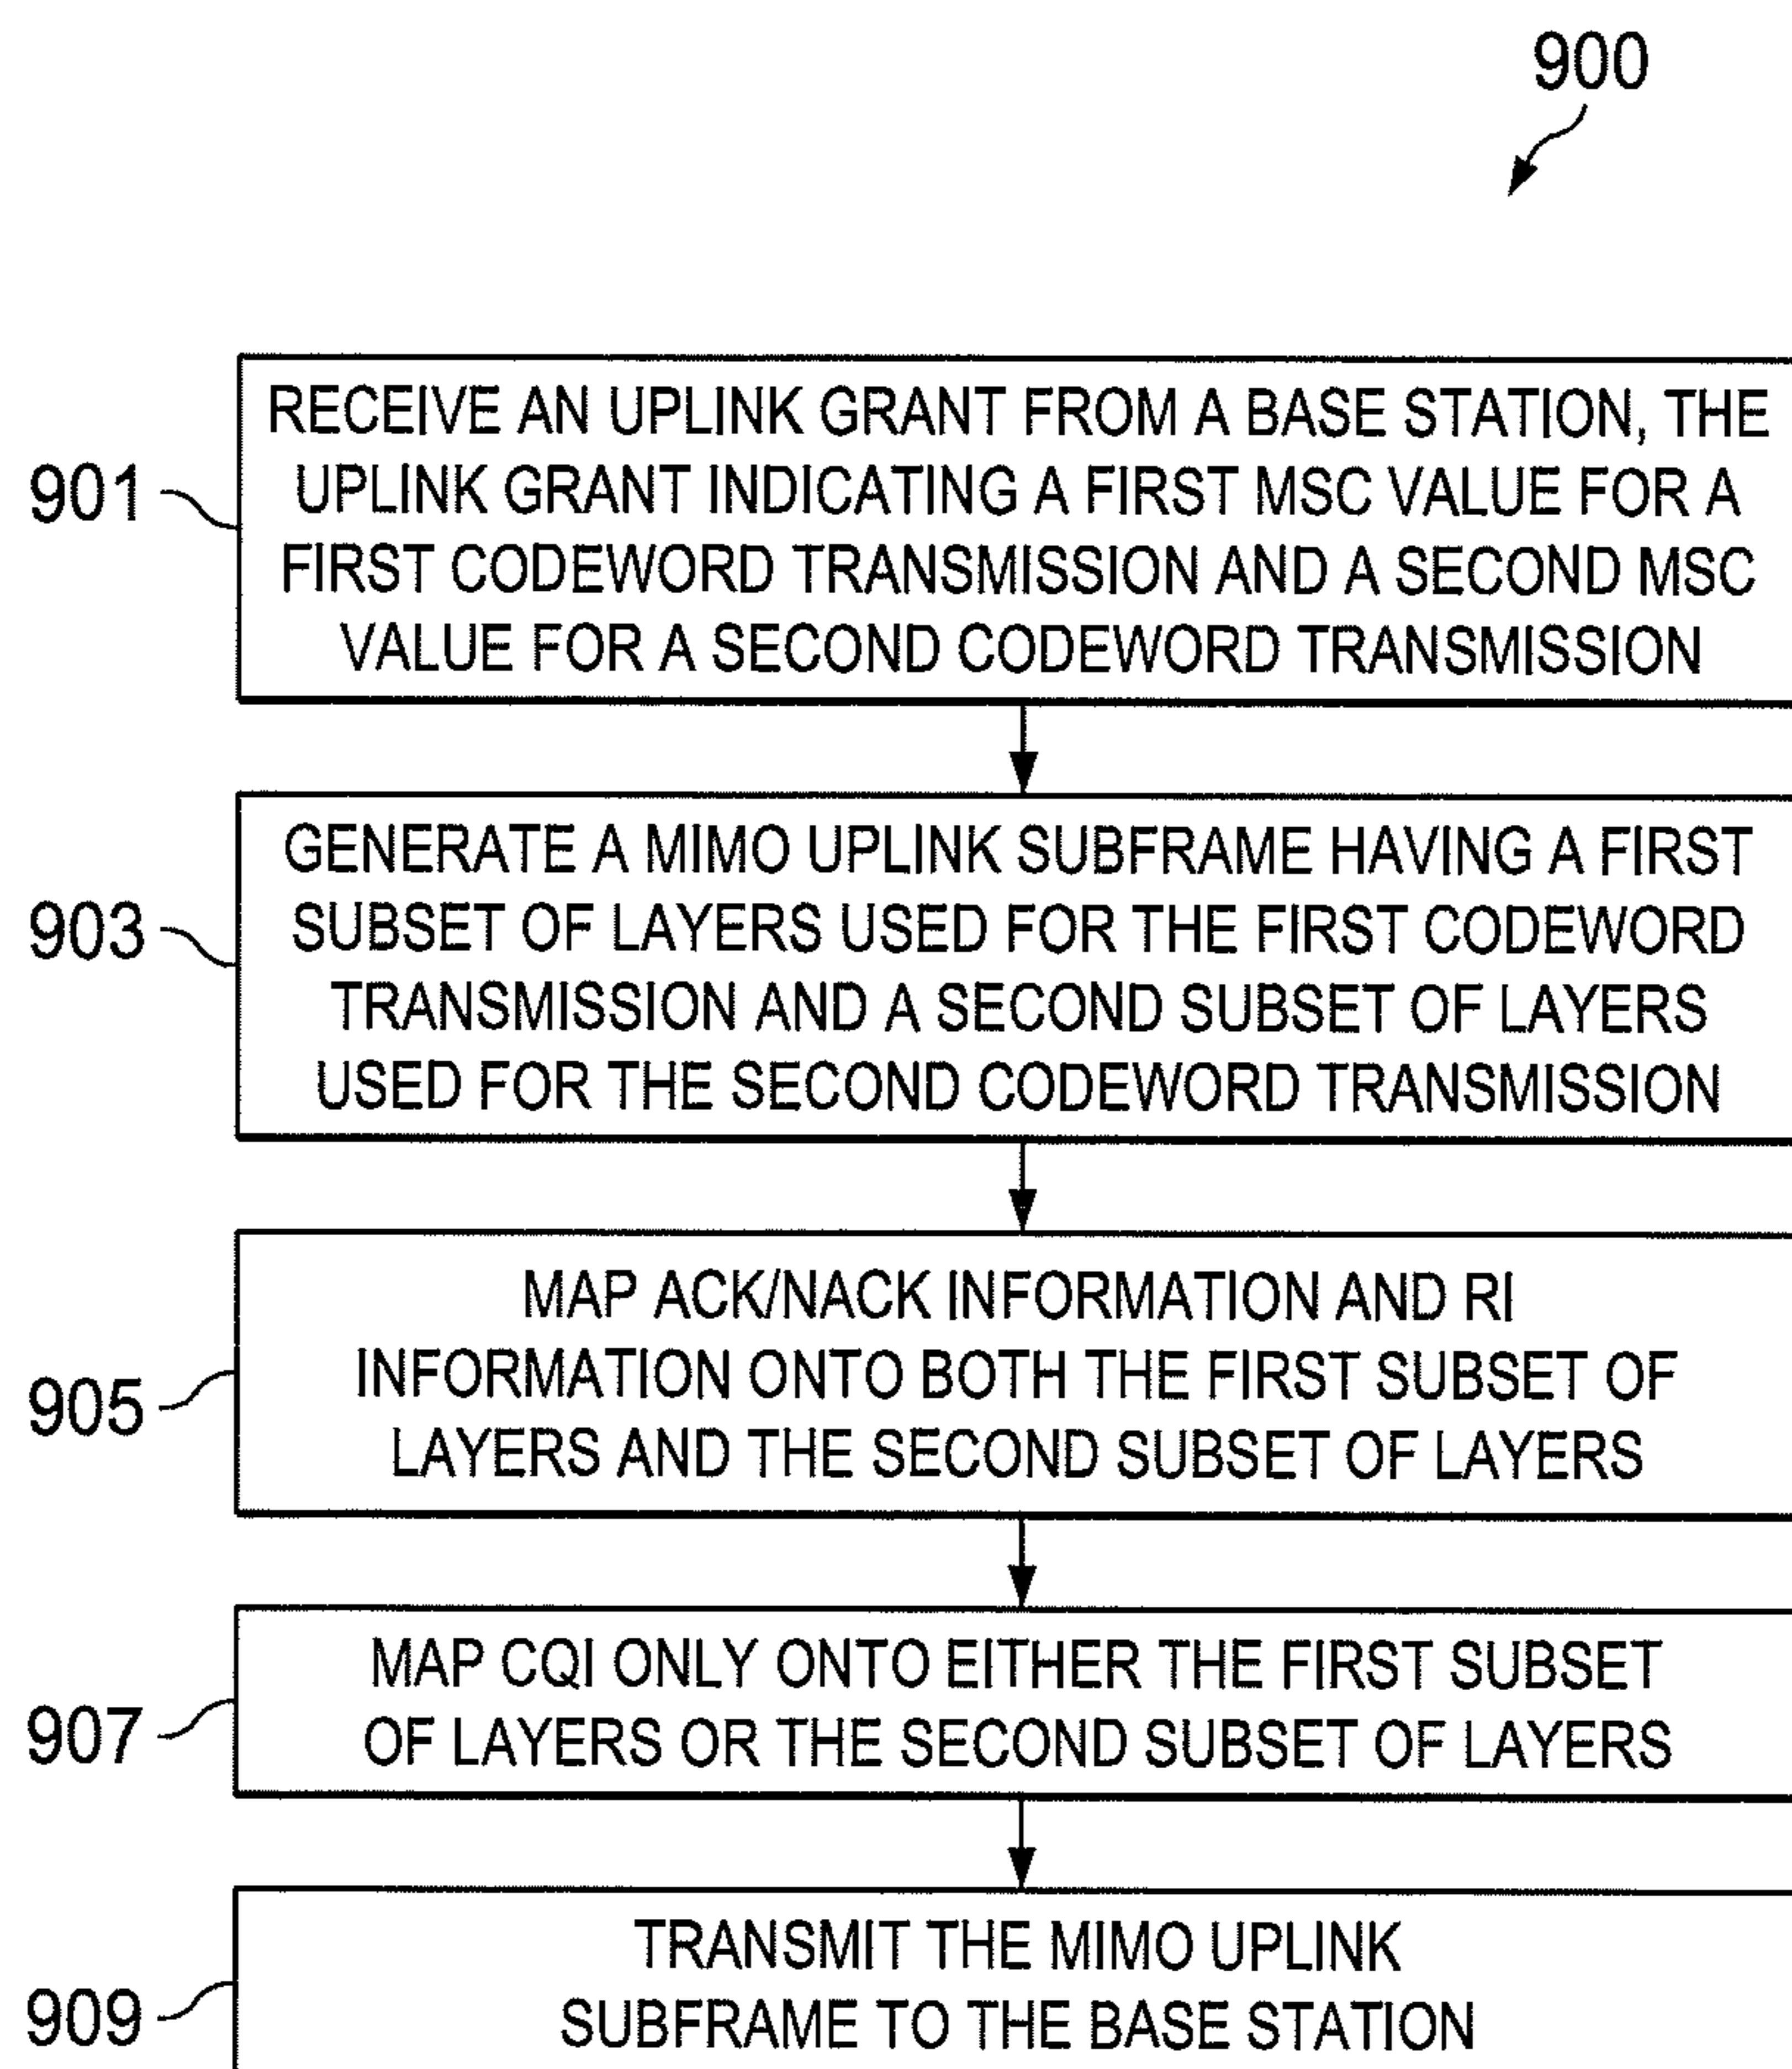 900
901
RECEIVE AN UPLINK GRANT FROM A BASE STATION, THE
UPLINK GRANT INDICATING A FIRST MSC VALUE FOR A
FIRST CODEWORD TRANSMISSION AND A SECOND MSC
VALUE FOR A SECOND CODEWORD TRANSMISSION
903
GENERATE A MIMO UPLINK SUBFRAME HAVING A FIRST
SUBSET OF LAYERS USED FOR THE FIRST CODEWORD
TRANSMISSION AND A SECOND SUBSET OF LAYERS
USED FOR THE SECOND CODEWORD TRANSMISSION
905
MAP ACK/NACK INFORMATION AND RI
INFORMATION ONTO BOTH THE FIRST SUBSET OF
LAYERS AND THE SECOND SUBSET OF LAYERS
907
MAP CQI ONLY ONTO EITHER THE FIRST SUBSET
OF LAYERS OR THE SECOND SUBSET OF LAYERS
909
TRANSMIT THE MIMO UPLINK
SUBFRAME TO THE BASE STATION